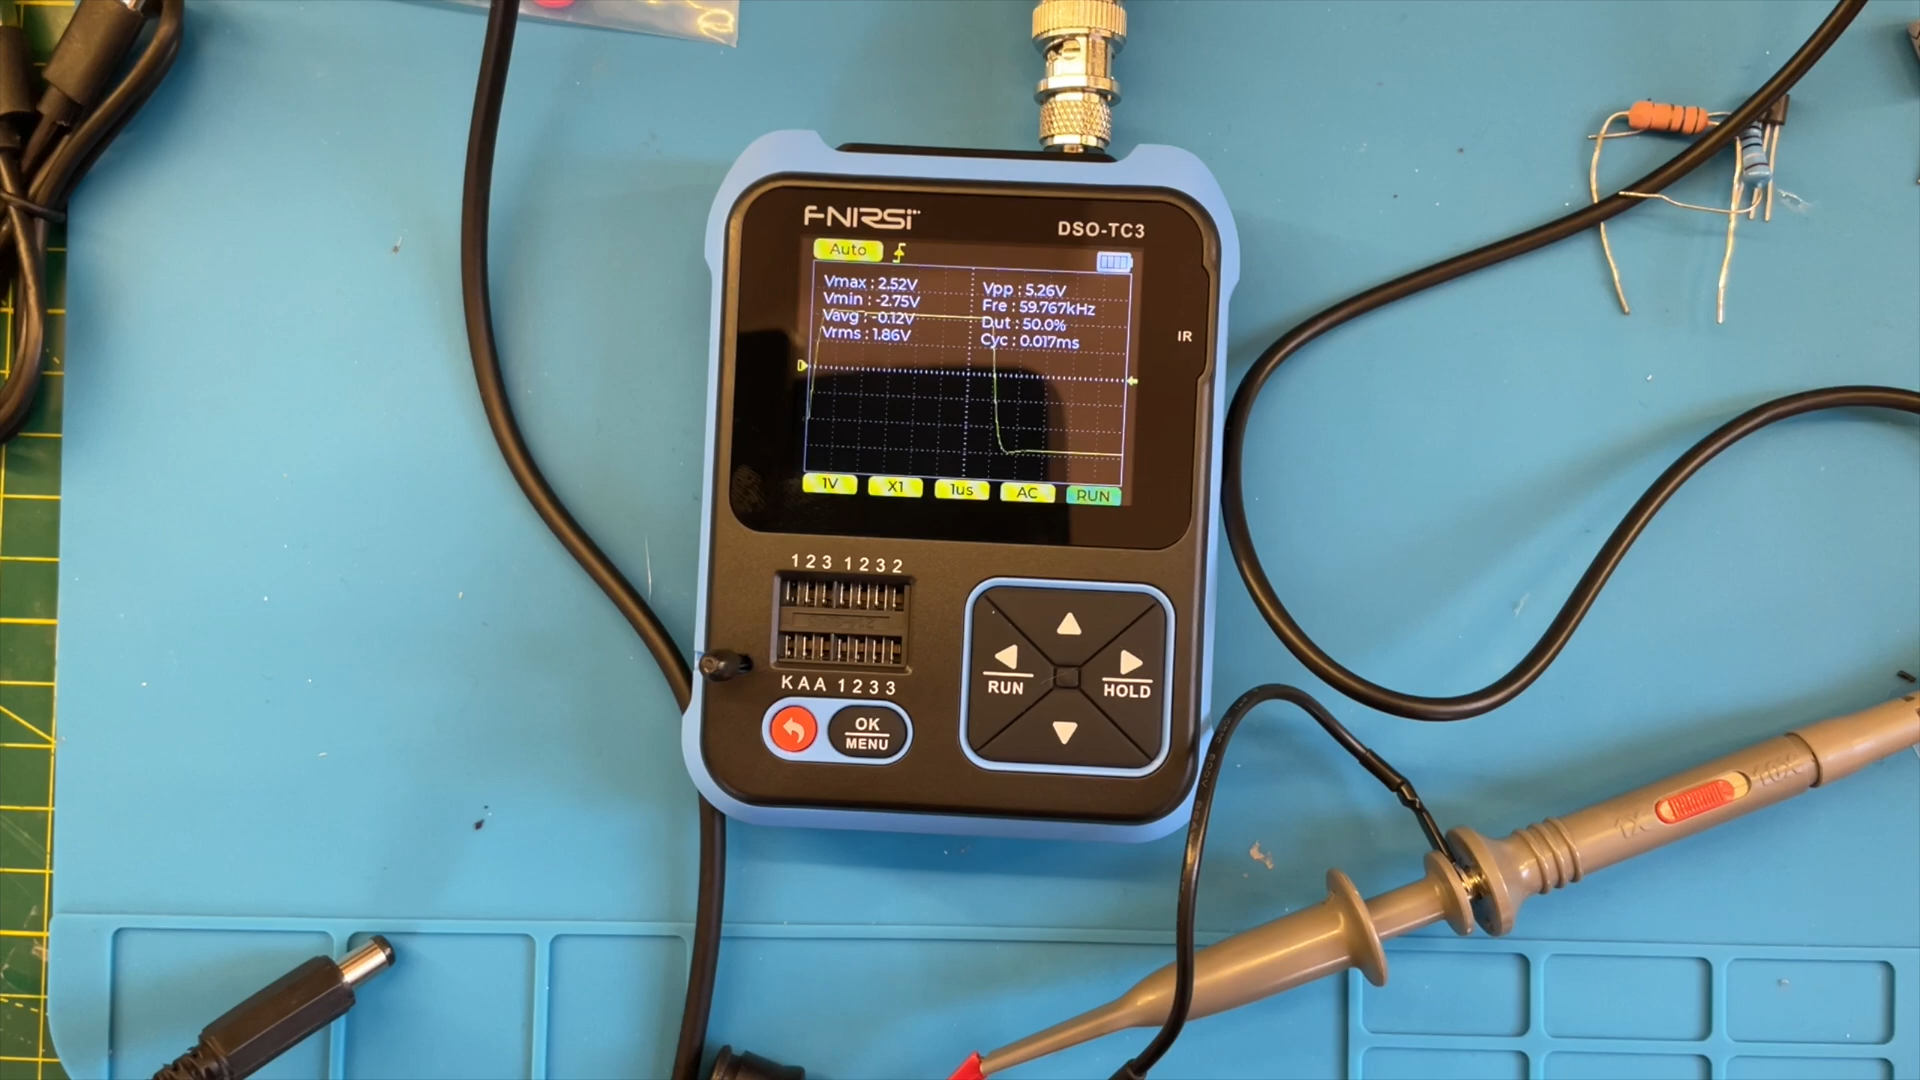 FNIRSI
DSO-TC3
Auto
Vmax : 2.52V
Vmin : -2.75V
Vavg : -0.12V
Vrms : 1.86V
Vpp : 5.26V
Fre : 59.767kHz
Dut : 50.0%
Cyc : 0.017ms
IR
1V X1 1us AC RUN
1 2 3 1 2 3 2
K A A 1 2 3 3
OK
MENU
RUN
HOLD
1X 10X